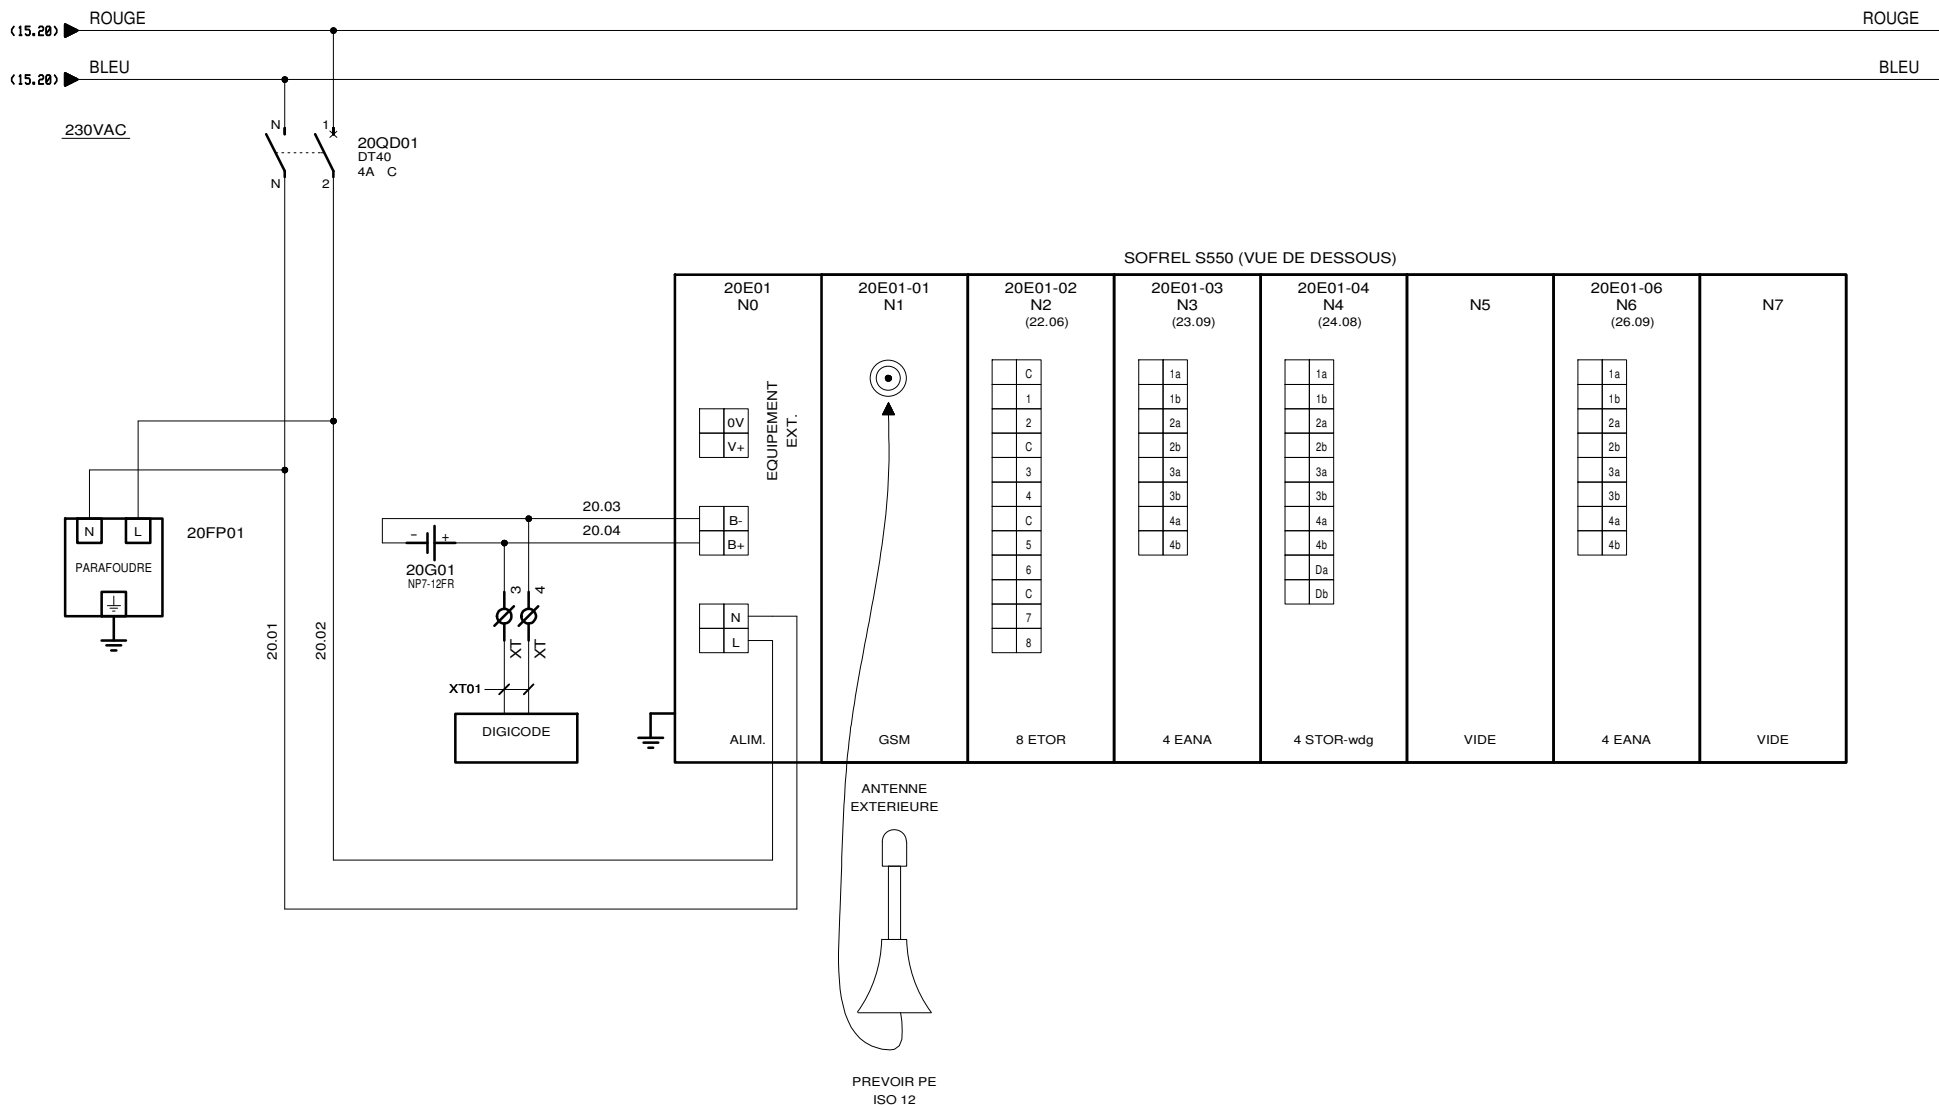 (15.20) ROUGE ROUGE
(15.20) BLEU BLEU
230VAC
N 1
20QD01
DT40
4A C
N 2
SOFREL S550 (VUE DE DESSOUS)
20E01
N0
EQUIPEMENT
EXT.
0V
V+
B-
B+
N
L
ALIM.
20E01-01
N1
GSM
20E01-02
N2
(22.06)
C
1
2
C
3
4
C
5
6
C
7
8
8 ETOR
20E01-03
N3
(23.09)
1a
1b
2a
2b
3a
3b
4a
4b
4 EANA
20E01-04
N4
(24.08)
1a
1b
2a
2b
3a
3b
4a
4b
Da
Db
4 STOR-wdg
N5
VIDE
20E01-06
N6
(26.09)
1a
1b
2a
2b
3a
3b
4a
4b
4 EANA
N7
VIDE
20.03
20.04
- +
20G01
NP7-12FR
3
4
XT
XT
XT01
DIGICODE
N L
20FP01
PARAFOUDRE
20.01
20.02
ANTENNE
EXTERIEURE
PREVOIR PE
ISO 12